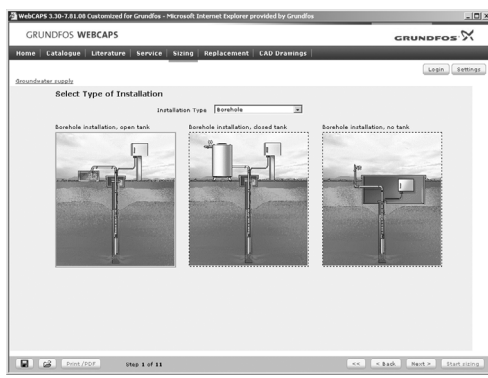 WebCAPS 3.30-7.81.08 Customized for Grundfos - Microsoft Internet Explorer provided by Grundfos
GRUNDFOS WEBCAPS
GRUNDFOS
Home Catalogue Literature Service Sizing Replacement CAD Drawings
Login Settings
Groundwater supply
Select Type of Installation
Installation Type Borehole
Borehole installation, open tank Borehole installation, closed tank Borehole installation, no tank
Print/PDF Step 1 of 11 << < Back Next > Start sizing